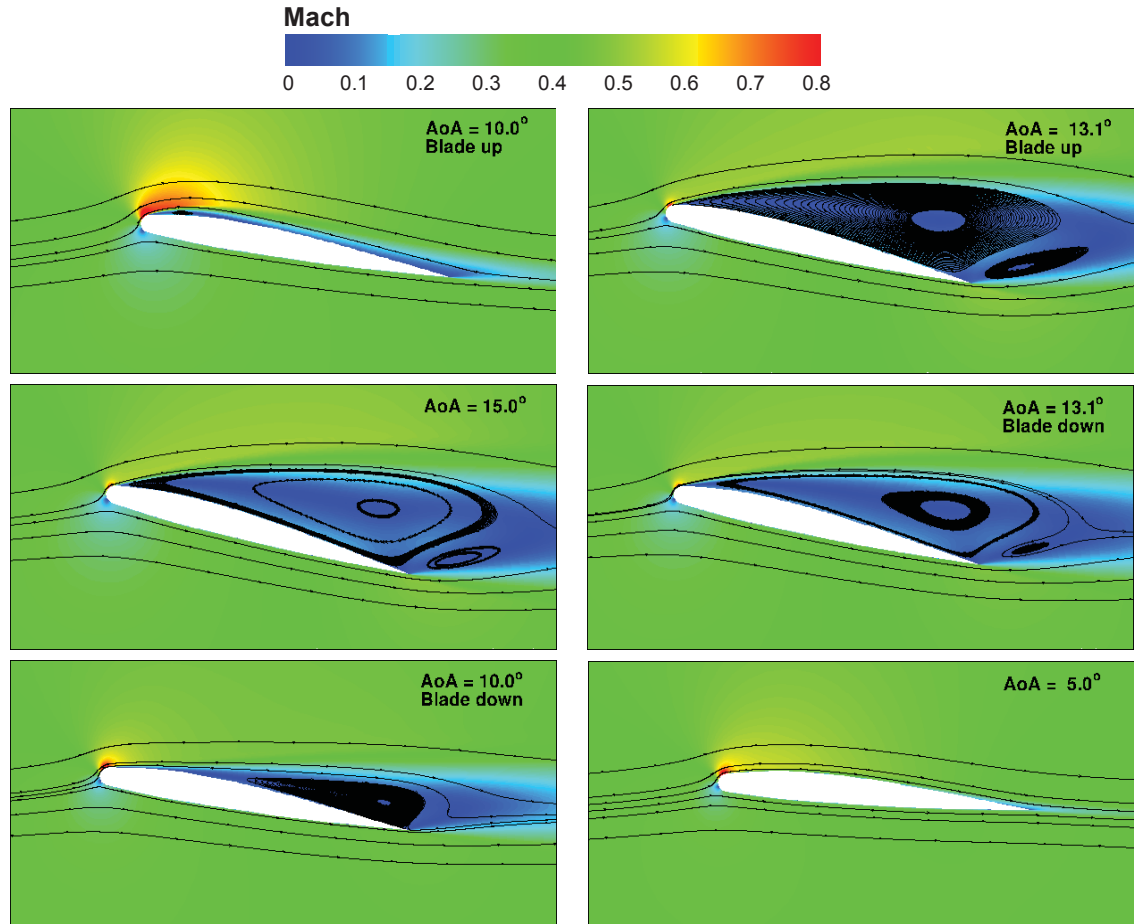 Mach
0 0.1 0.2 0.3 0.4 0.5 0.6 0.7 0.8
AoA = 10.0°
Blade up
AoA = 13.1°
Blade up
AoA = 15.0°
AoA = 13.1°
Blade down
AoA = 10.0°
Blade down
AoA = 5.0°